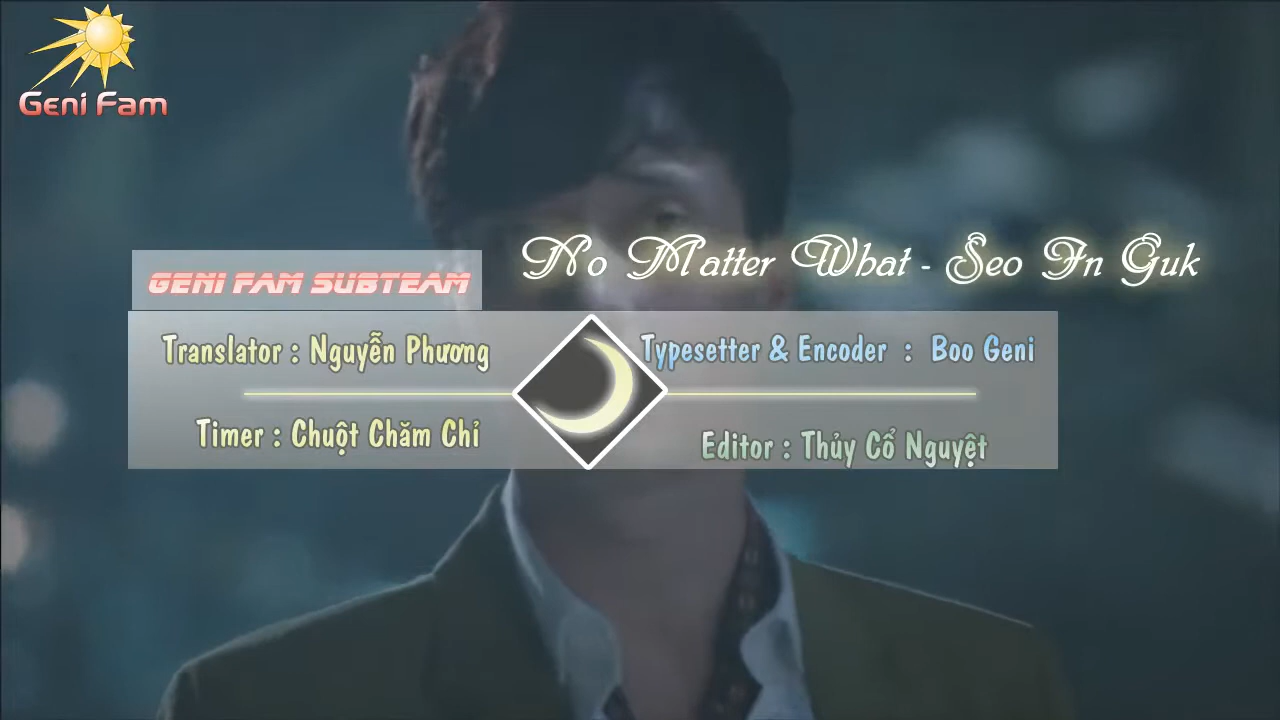 Geni Fam
No Matter What - Seo In Guk
GENI FAM SUBTEAM
Translator : Nguyễn Phương
Typesetter & Encoder : Boo Geni
Timer : Chuột Chăm Chỉ
Editor : Thủy Cổ Nguyệt